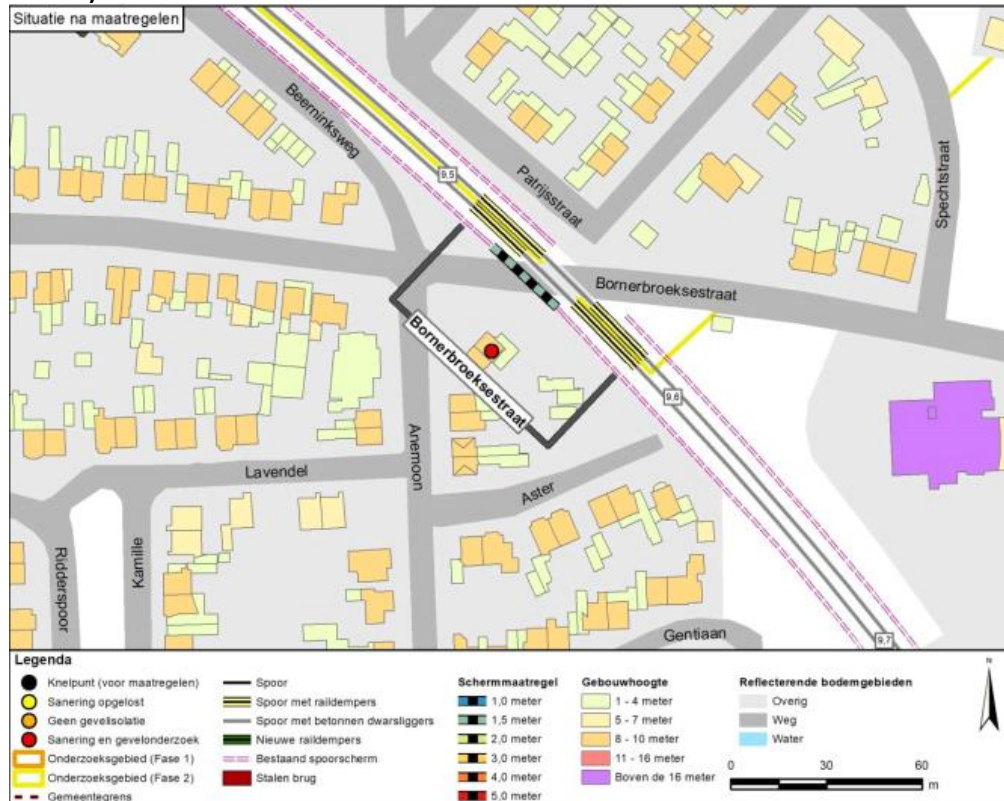 Situatie na maatregelen
Beerninksweg
9,5
Patrijsstraat
Spechtstraat
Bornerbroeksestraat
Bornerbroeksestraat
9,6
Anemoon
Lavendel
Aster
Ridderspoor
Kamille
Gentiaan
9,7
Legenda
Knelpunt (voor maatregelen)
Sanering opgelost
Geen gevelisolatie
Sanering en gevelonderzoek
Onderzoeksgebied (Fase 1)
Onderzoeksgebied (Fase 2)
Gemeentegrens
Spoor
Spoor met raildempers
Spoor met betonnen dwarsliggers
Nieuwe raildempers
Bestaand spoorscherm
Stalen brug
Schermmaatregel
1,0 meter
1,5 meter
2,0 meter
3,0 meter
4,0 meter
5,0 meter
Gebouwhoogte
1 - 4 meter
5 - 7 meter
8 - 10 meter
11 - 16 meter
Boven de 16 meter
Reflecterende bodemgebieden
Overig
Weg
Water
N
0 30 60
m